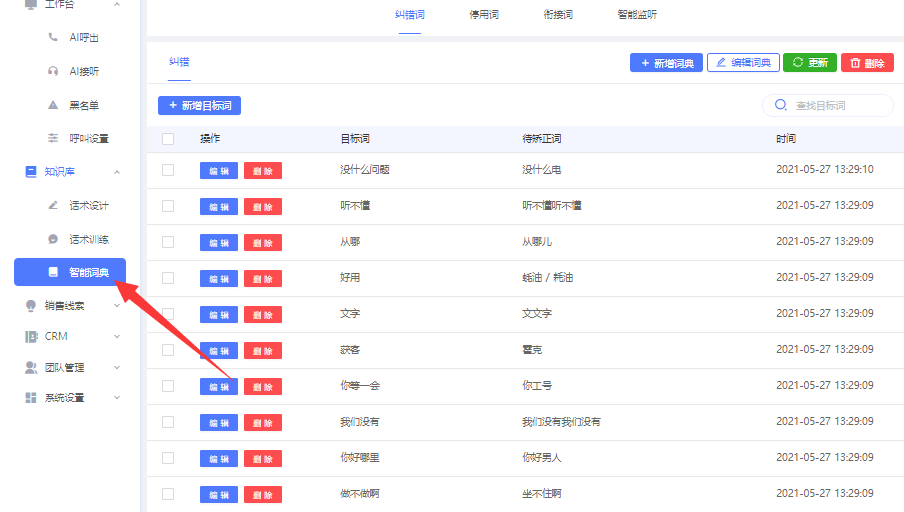 工作台
AI呼出
AI接听
黑名单
呼叫设置
知识库
话术设计
话术训练
智能词典
销售线索
CRM
团队管理
系统设置
纠错词 停用词 衔接词 智能监听
纠错 新增词典 编辑词典 更新 删除
新增目标词 查找目标词
操作 目标词 待矫正词 时间
编辑 删除 没什么问题 没什么电 2021-05-27 13:29:10
编辑 删除 听不懂 听不懂听不懂 2021-05-27 13:29:09
编辑 删除 从哪 从哪儿 2021-05-27 13:29:09
编辑 删除 好用 蚝油 / 耗油 2021-05-27 13:29:09
编辑 删除 文字 文文字 2021-05-27 13:29:09
编辑 删除 获客 霍克 2021-05-27 13:29:09
编辑 删除 你等一会 你工号 2021-05-27 13:29:09
编辑 删除 我们没有 我们没有我们没有 2021-05-27 13:29:09
编辑 删除 你好哪里 你好男人 2021-05-27 13:29:09
编辑 删除 做不做啊 坐不住啊 2021-05-27 13:29:09